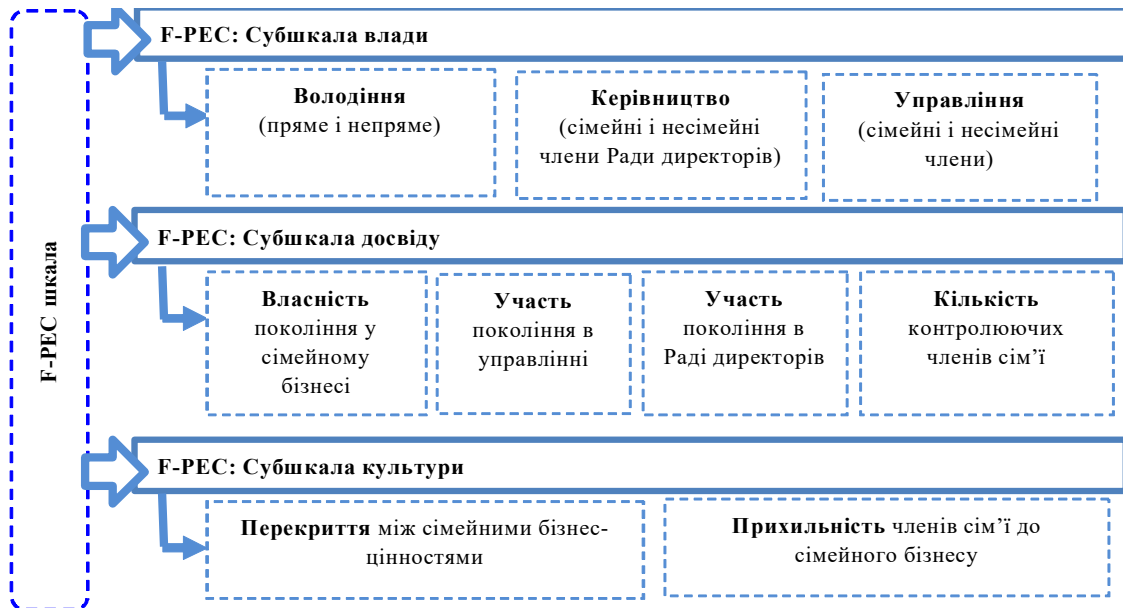 F-PEC шкала
F-PEC: Субшкала влади
Володіння
(пряме і непряме)
Керівництво
(сімейні і несімейні
члени Ради директорів)
Управління
(сімейні і несімейні
члени)
F-PEC: Субшкала досвіду
Власність
покоління у
сімейному
бізнесі
Участь
покоління в
управлінні
Участь
покоління в
Раді директорів
Кількість
контролюючих
членів сім’ї
F-PEC: Субшкала культури
Перекриття між сімейними бізнес-
цінностями
Прихильність членів сім’ї до
сімейного бізнесу